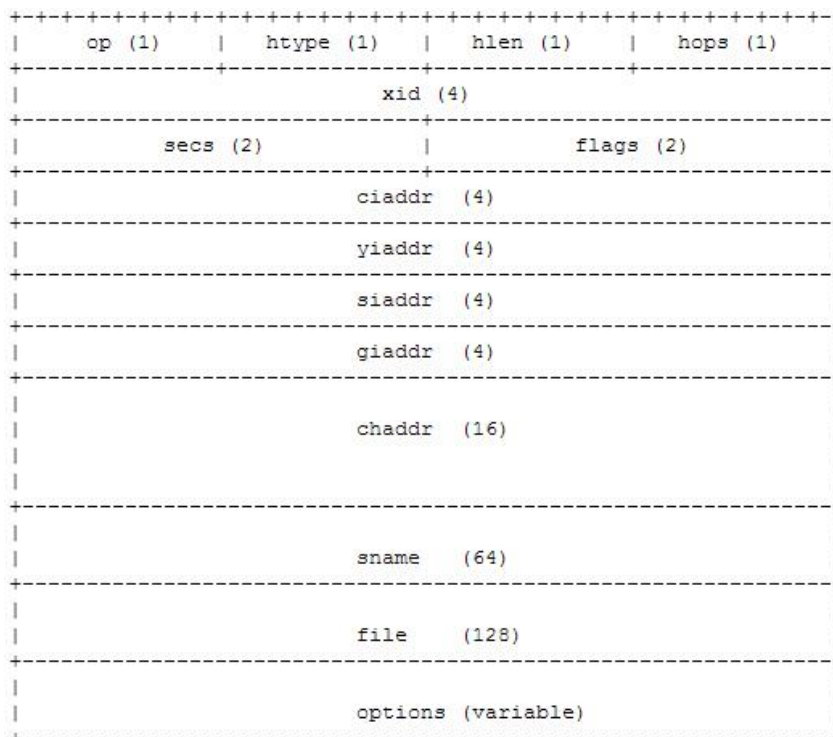 op (1) | htype (1) | hlen (1) | hops (1)
xid (4)
secs (2) | flags (2)
ciaddr (4)
yiaddr (4)
siaddr (4)
giaddr (4)
chaddr (16)
sname (64)
file (128)
options (variable)